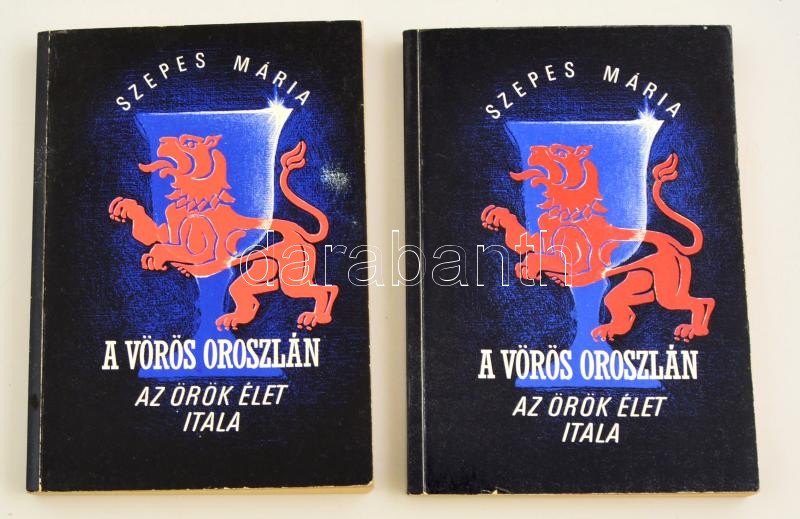 SZEPES MÁRIA
A VÖRÖS OROSZLÁN
AZ ÖRÖK ÉLET
ITALA
SZEPES MÁRIA
A VÖRÖS OROSZLÁN
AZ ÖRÖK ÉLET
ITALA
darabanth